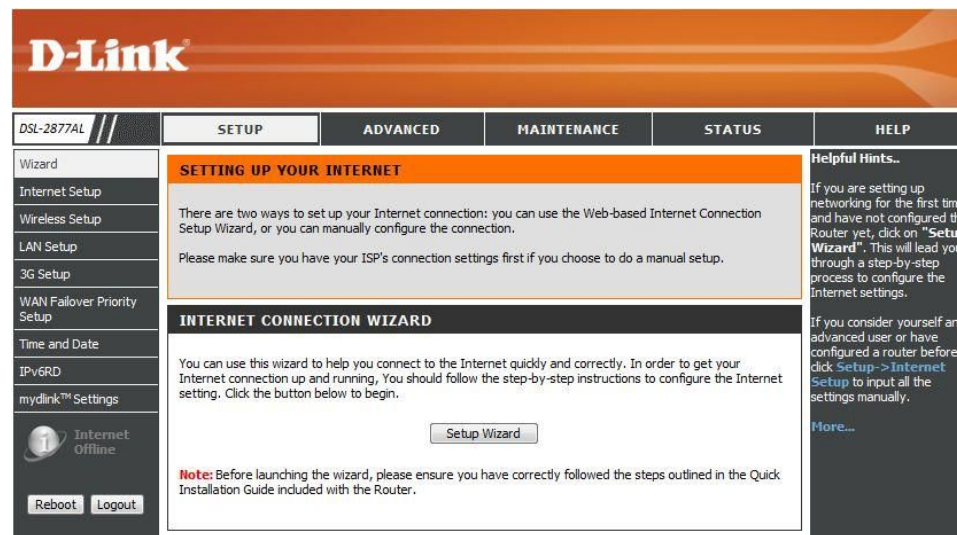 D-Link®
DSL-2877AL
SETUP
ADVANCED
MAINTENANCE
STATUS
HELP
Wizard
Internet Setup
Wireless Setup
LAN Setup
3G Setup
WAN Failover Priority
Setup
Time and Date
IPv6RD
mydlink™ Settings
Internet
Offline
Reboot
Logout
SETTING UP YOUR INTERNET
There are two ways to set up your Internet connection: you can use the Web-based Internet Connection
Setup Wizard, or you can manually configure the connection.
Please make sure you have your ISP's connection settings first if you choose to do a manual setup.
INTERNET CONNECTION WIZARD
You can use this wizard to help you connect to the Internet quickly and correctly. In order to get your
Internet connection up and running, You should follow the step-by-step instructions to configure the Internet
setting. Click the button below to begin.
Setup Wizard
Note: Before launching the wizard, please ensure you have correctly followed the steps outlined in the Quick
Installation Guide included with the Router.
Helpful Hints..
If you are setting up
networking for the first
and have not configured
Router yet, click on
Wizard". This will lead
through a step-by-step
process to configure the
Internet settings.
If you consider yourself
advanced user or have
configured a router before
click Setup->Internet
Setup to input all the
settings manually.
More...